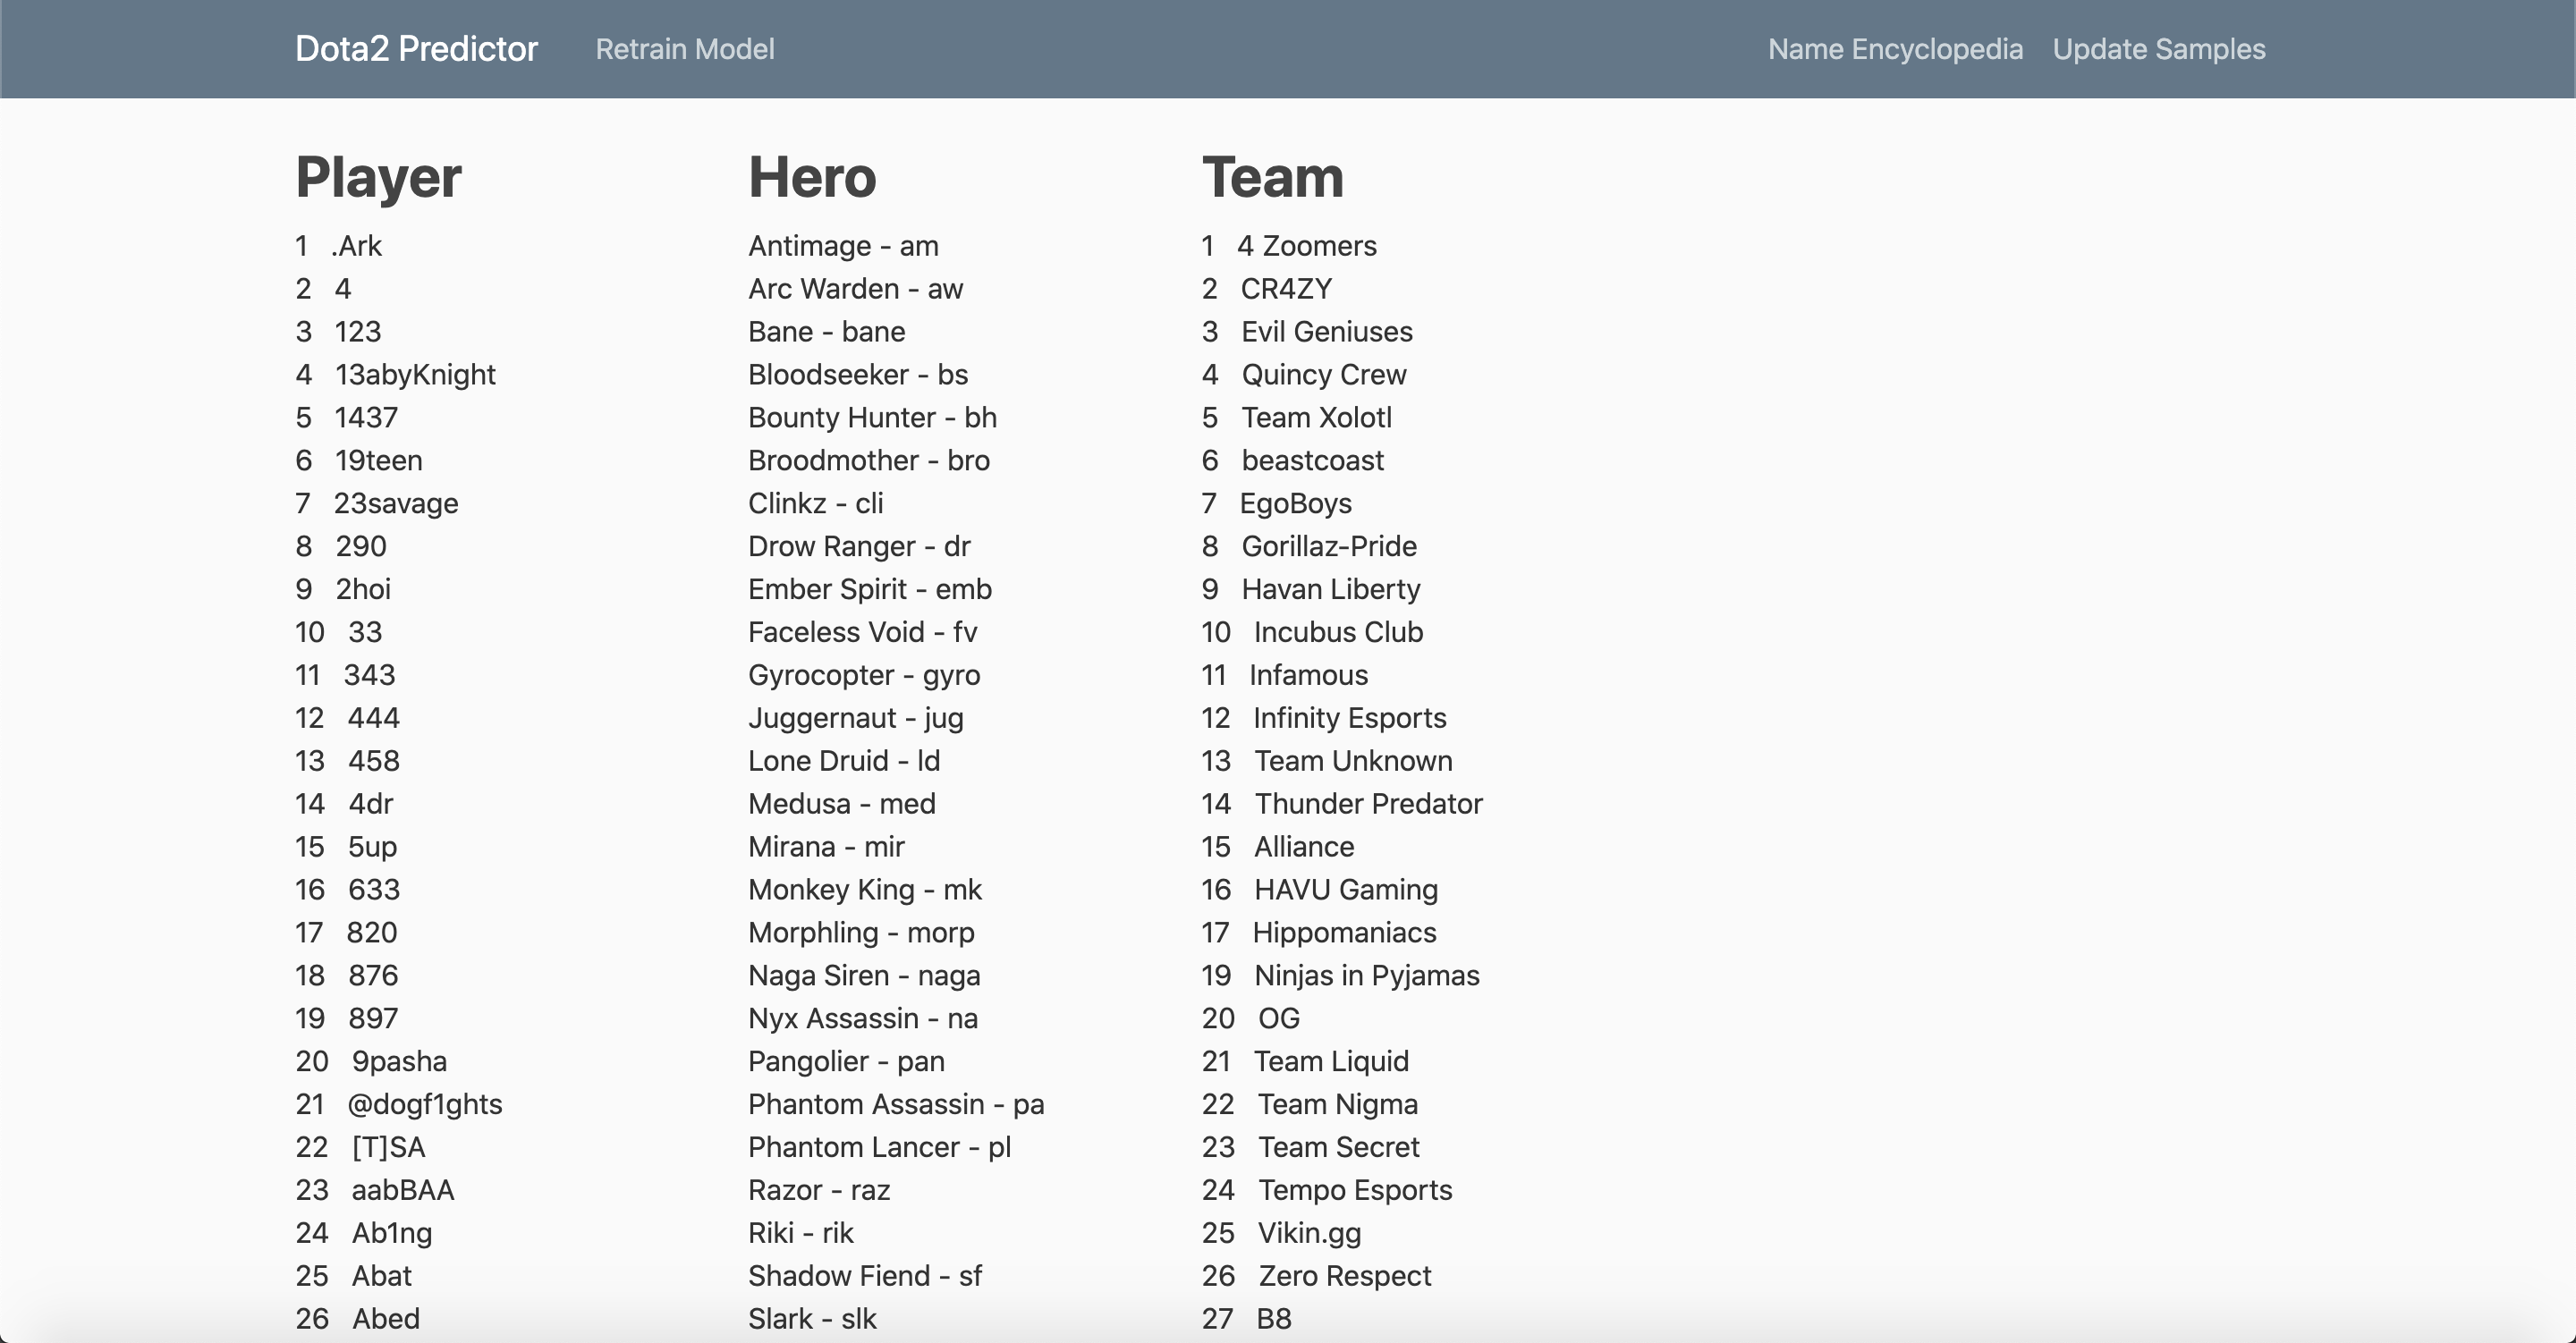 Dota2 Predictor Retrain Model Name Encyclopedia Update Samples
Player
1 .Ark
2 4
3 123
4 13abyKnight
5 1437
6 19teen
7 23savage
8 290
9 2hoi
10 33
11 343
12 444
13 458
14 4dr
15 5up
16 633
17 820
18 876
19 897
20 9pasha
21 @dogf1ghts
22 [T]SA
23 aabBAA
24 Ab1ng
25 Abat
26 Abed
Hero
Antimage - am
Arc Warden - aw
Bane - bane
Bloodseeker - bs
Bounty Hunter - bh
Broodmother - bro
Clinkz - cli
Drow Ranger - dr
Ember Spirit - emb
Faceless Void - fv
Gyrocopter - gyro
Juggernaut - jug
Lone Druid - ld
Medusa - med
Mirana - mir
Monkey King - mk
Morphling - morp
Naga Siren - naga
Nyx Assassin - na
Pangolier - pan
Phantom Assassin - pa
Phantom Lancer - pl
Razor - raz
Riki - rik
Shadow Fiend - sf
Slark - slk
Team
1 4 Zoomers
2 CR4ZY
3 Evil Geniuses
4 Quincy Crew
5 Team Xolotl
6 beastcoast
7 EgoBoys
8 Gorillaz-Pride
9 Havan Liberty
10 Incubus Club
11 Infamous
12 Infinity Esports
13 Team Unknown
14 Thunder Predator
15 Alliance
16 HAVU Gaming
17 Hippomaniacs
19 Ninjas in Pyjamas
20 OG
21 Team Liquid
22 Team Nigma
23 Team Secret
24 Tempo Esports
25 Vikin.gg
26 Zero Respect
27 B8